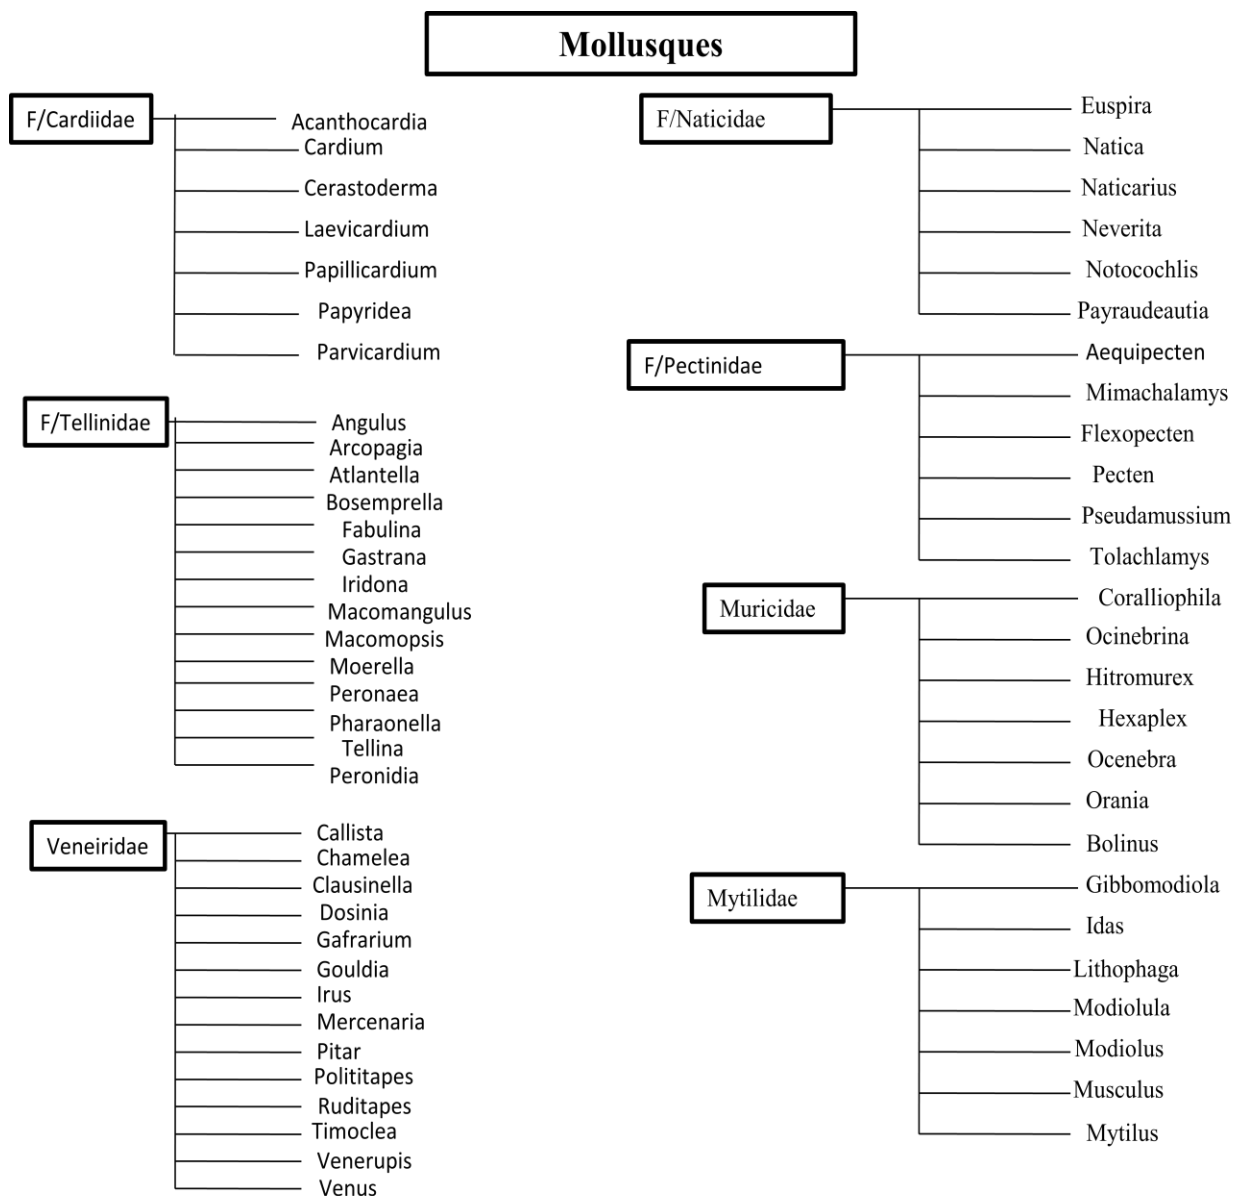 Mollusques
F/Cardiidae
Acanthocardia
Cardium
Cerastoderma
Laevicardium
Papillicardium
Papyridea
Parvicardium
F/Tellinidae
Angulus
Arcopagia
Atlantella
Bosemprella
Fabulina
Gastrana
Iridona
Macomangulus
Macomopsis
Moerella
Peronaea
Pharaonella
Tellina
Peronidia
Veneiridae
Callista
Chamelea
Clausinella
Dosinia
Gafrarium
Gouldia
Irus
Mercenaria
Pitar
Polititapes
Ruditapes
Timoclea
Venerupis
Venus
F/Naticidae
Euspira
Natica
Naticarius
Neverita
Notocochlis
Payraudeautia
F/Pectinidae
Aequipecten
Mimachalamys
Flexopecten
Pecten
Pseudamussium
Tolachlamys
Muricidae
Coralliophila
Ocinebrina
Hitromurex
Hexaplex
Ocenebra
Orania
Bolinus
Mytilidae
Gibbomodiola
Idas
Lithophaga
Modiolula
Modiolus
Musculus
Mytilus